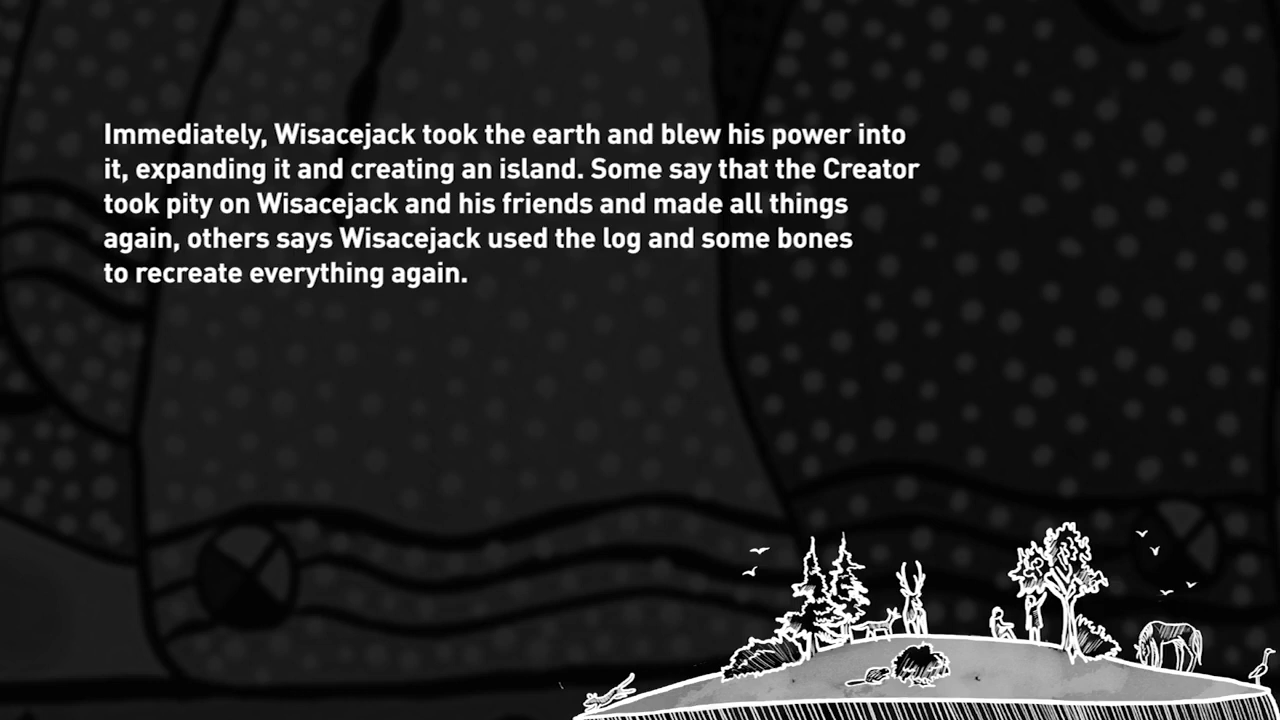 Immediately, Wisacejack took the earth and blew his power into
it, expanding it and creating an island. Some say that the Creator
took pity on Wisacejack and his friends and made all things
again, others says Wisacejack used the log and some bones
to recreate everything again.